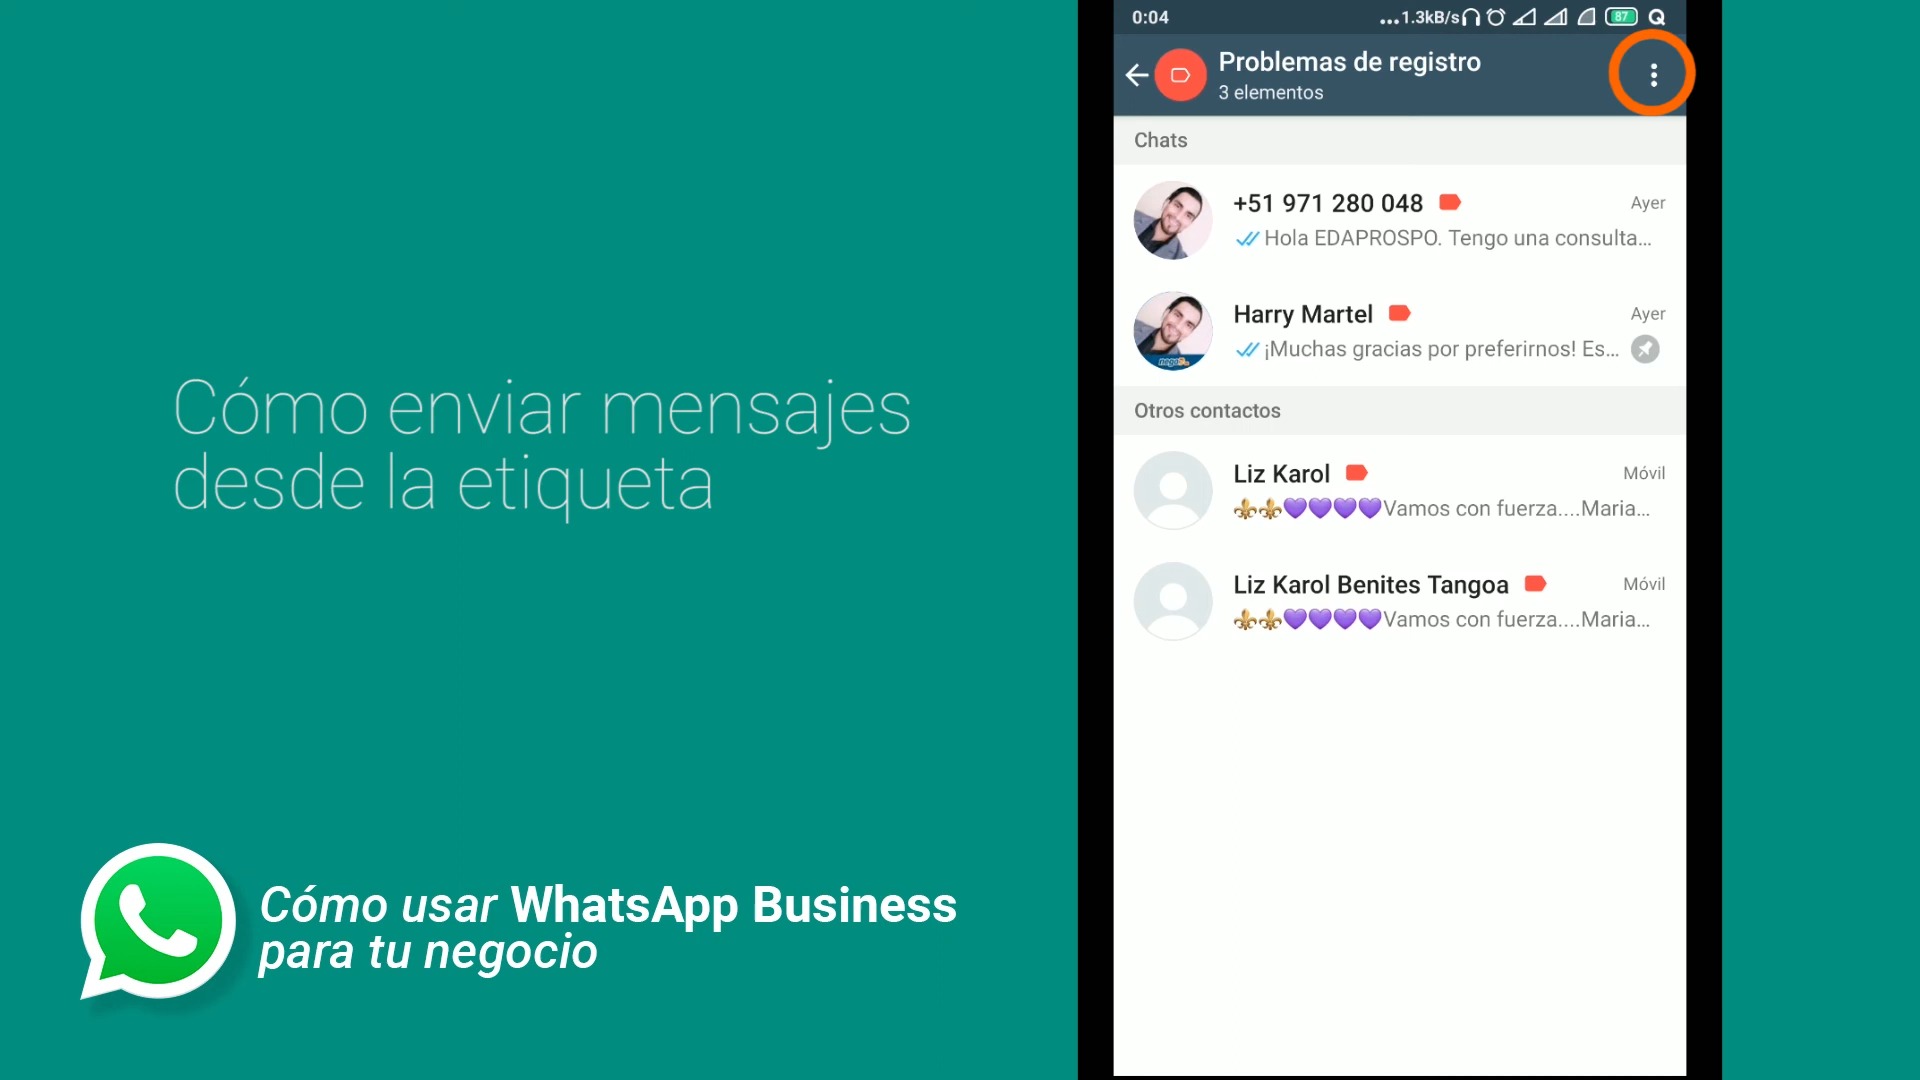 Cómo enviar mensajes
desde la etiqueta
Cómo usar WhatsApp Business
para tu negocio
0:04 ...1.3kB/s 87
Problemas de registro
3 elementos
Chats
+51 971 280 048 Ayer
Hola EDAPROSPO. Tengo una consulta...
Harry Martel Ayer
¡Muchas gracias por preferirnos! Es...
Otros contactos
Liz Karol Móvil
⚜️⚜️💜💜💜💜Vamos con fuerza....Maria...
Liz Karol Benites Tangoa Móvil
⚜️⚜️💜💜💜💜Vamos con fuerza....Maria...